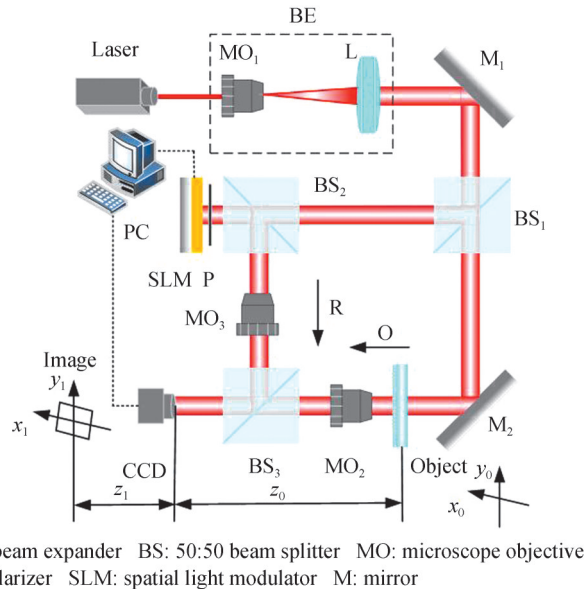 BE
Laser
MO₁
L
M₁
BS₂
BS₁
PC
SLM P
MO₃
R
O
Image
y₁
x₁
M₂
CCD
BS₃
MO₂
Object
y₀
x₀
z₁
z₀
beam expander BS: 50:50 beam splitter MO: microscope objective
SLM: spatial light modulator M: mirror